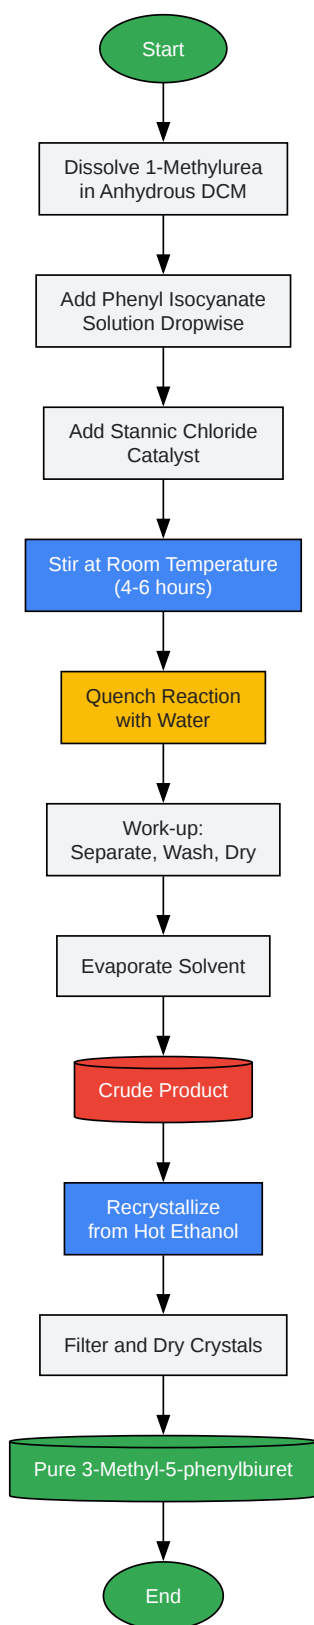 Start
Dissolve 1-Methylurea
in Anhydrous DCM
Add Phenyl Isocyanate
Solution Dropwise
Add Stannic Chloride
Catalyst
Stir at Room Temperature
(4-6 hours)
Quench Reaction
with Water
Work-up:
Separate, Wash, Dry
Evaporate Solvent
Crude Product
Recrystallize
from Hot Ethanol
Filter and Dry Crystals
Pure 3-Methyl-5-phenylbiuret
End